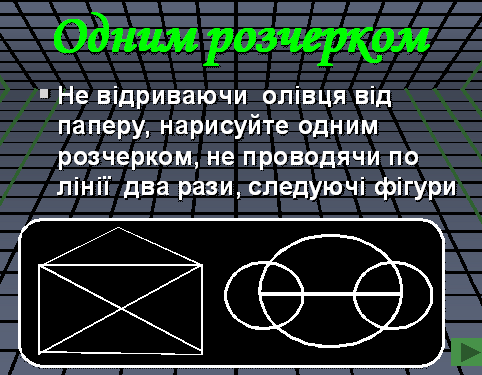 Одним розчерком
Не відриваючи олівця від
паперу, нарисуйте одним
розчерком, не проводячи по
лінії два рази, следуючі фігури